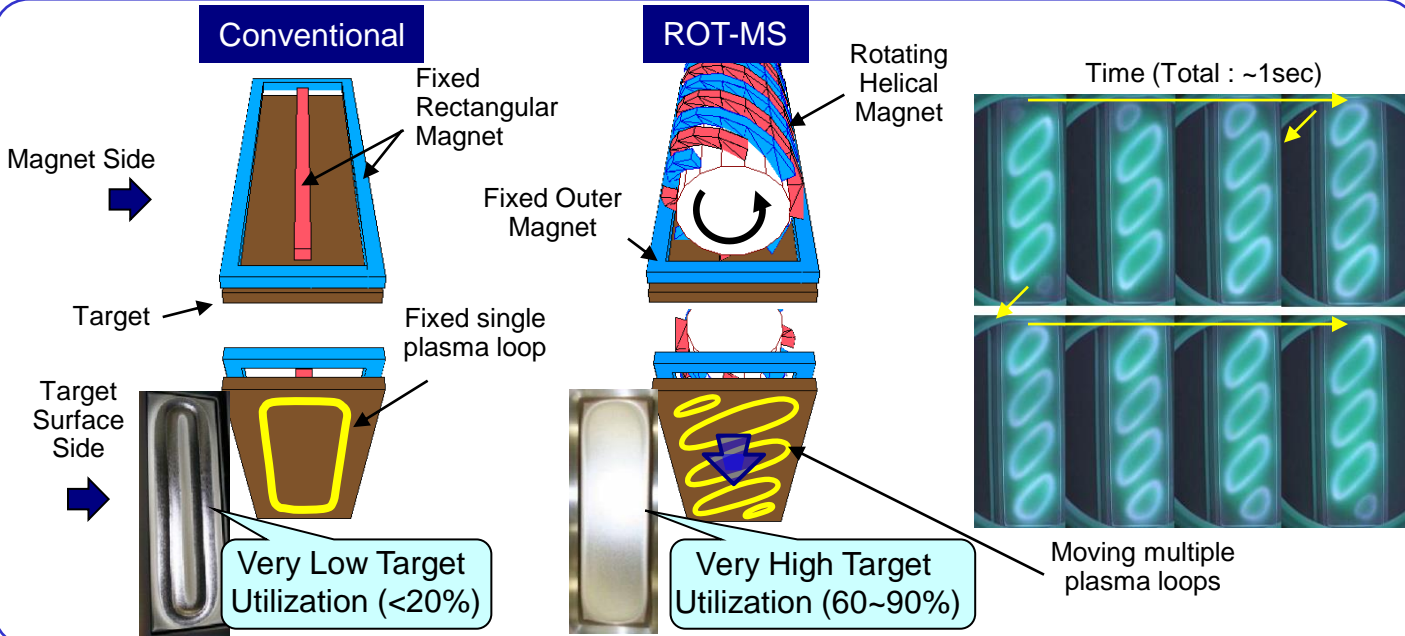 Conventional
ROT-MS
Fixed
Rectangular
Magnet
Rotating
Helical
Magnet
Time (Total : ~1sec)
Magnet Side
Fixed Outer
Magnet
Target
Fixed single
plasma loop
Target
Surface
Side
Very Low Target
Utilization (<20%)
Very High Target
Utilization (60~90%)
Moving multiple
plasma loops